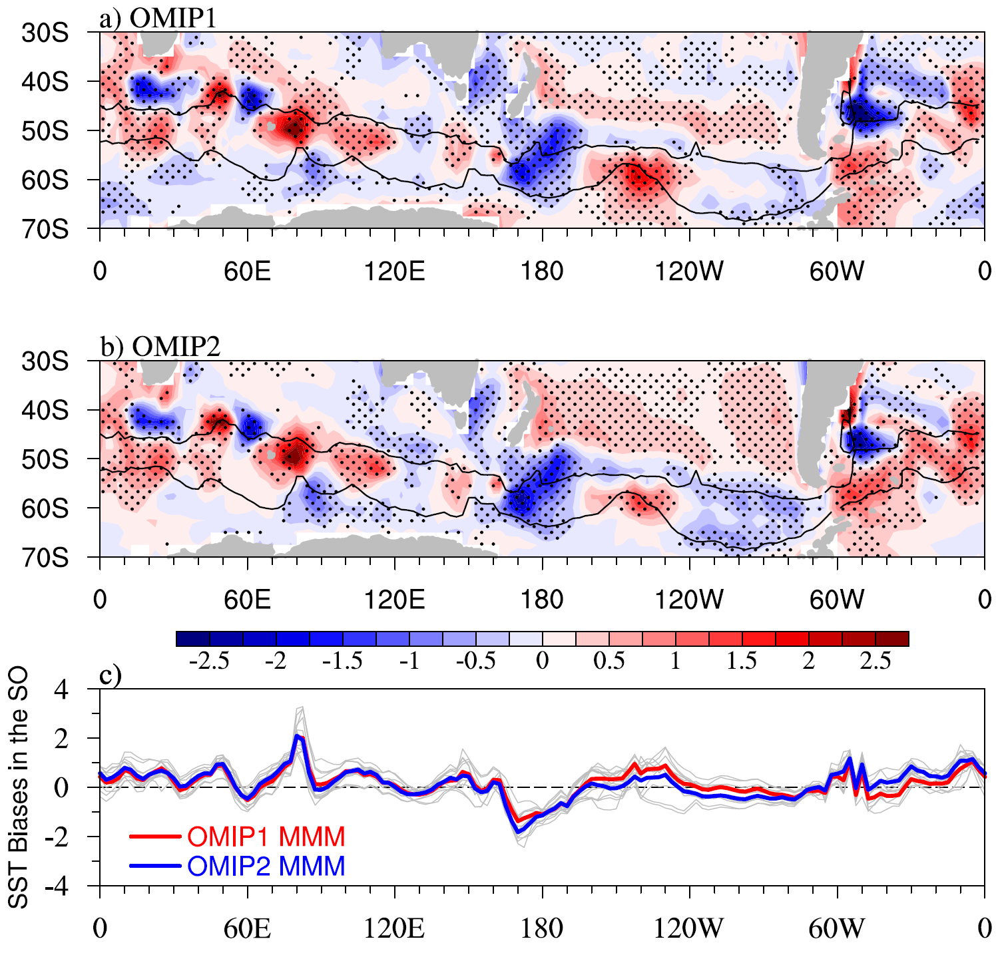 a) OMIP1
30S
40S
50S
60S
70S
0 60E 120E 180 120W 60W 0
b) OMIP2
30S
40S
50S
60S
70S
0 60E 120E 180 120W 60W 0
-2.5 -2 -1.5 -1 -0.5 0 0.5 1 1.5 2 2.5
c)
SST Biases in the SO
4
2
0
-2
-4
OMIP1 MMM
OMIP2 MMM
0 60E 120E 180 120W 60W 0